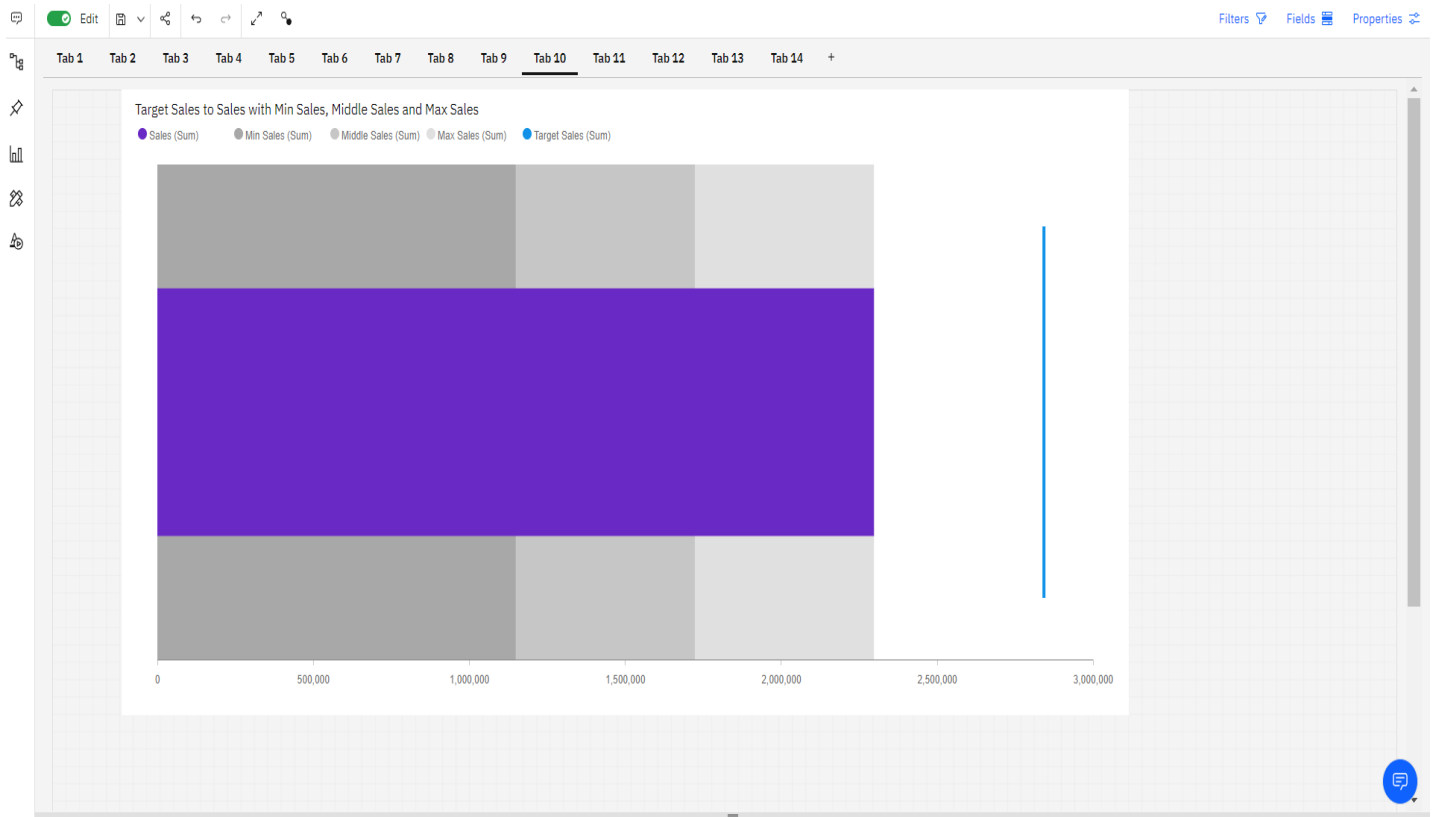 Edit
Filters Fields Properties
Tab 1 Tab 2 Tab 3 Tab 4 Tab 5 Tab 6 Tab 7 Tab 8 Tab 9 Tab 10 Tab 11 Tab 12 Tab 13 Tab 14 +
Target Sales to Sales with Min Sales, Middle Sales and Max Sales
Sales (Sum) Min Sales (Sum) Middle Sales (Sum) Max Sales (Sum) Target Sales (Sum)
0 500,000 1,000,000 1,500,000 2,000,000 2,500,000 3,000,000